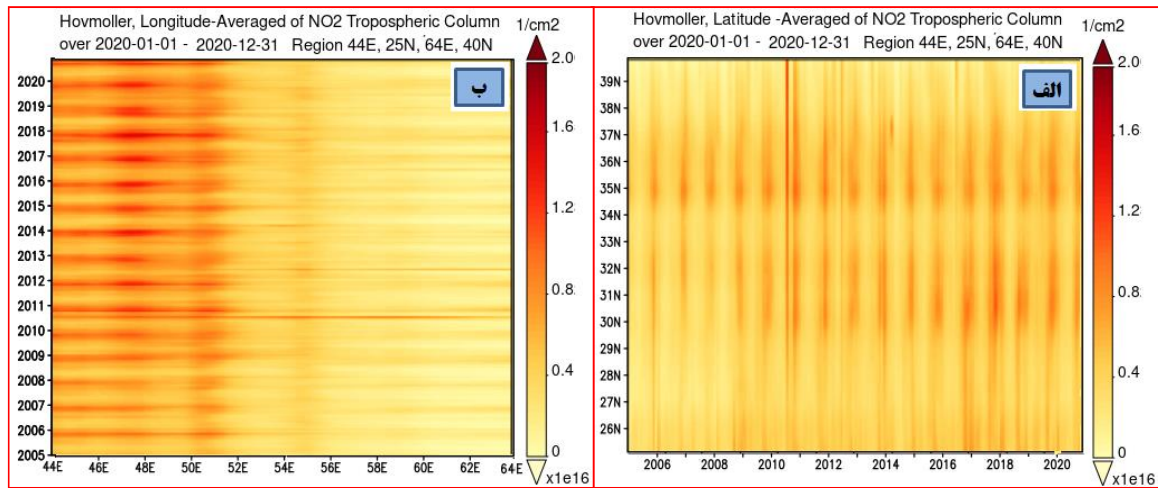 Hovmoller, Longitude-Averaged of NO2 Tropospheric Column
over 2020-01-01 - 2020-12-31 Region 44E, 25N, 64E, 40N
1/cm2
ب
2020
2019
2018
2017
2016
2015
2014
2013
2012
2011
2010
2009
2008
2007
2006
2005
44E 46E 48E 50E 52E 54E 56E 58E 60E 62E 64E
2.0
1.6
1.2
0.8
0.4
0
x1e16
Hovmoller, Latitude -Averaged of NO2 Tropospheric Column
over 2020-01-01 - 2020-12-31 Region 44E, 25N, 64E, 40N
1/cm2
الف
39N
37N
36N
35N
34N
33N
32N
31N
30N
29N
28N
27N
26N
2006 2008 2010 2012 2014 2016 2018 2020
2.0
1.6
1.2
0.8
0.4
0
x1e16